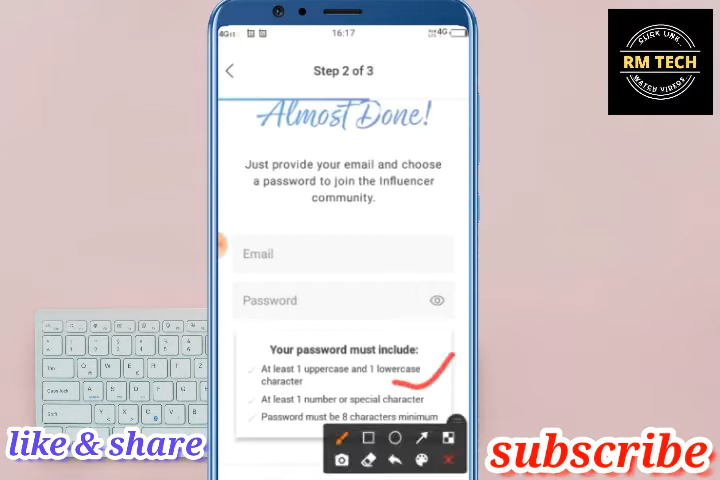 CLICK LINK..
RM TECH
WATCH VIDEOS
4G
16:17
4G
Step 2 of 3
Almost Done!
Just provide your email and choose
a password to join the Influencer
community.
Email
Password
Your password must include:
At least 1 uppercase and 1 lowercase
character
At least 1 number or special character
Password must be 8 characters minimum
like & share
subscribe